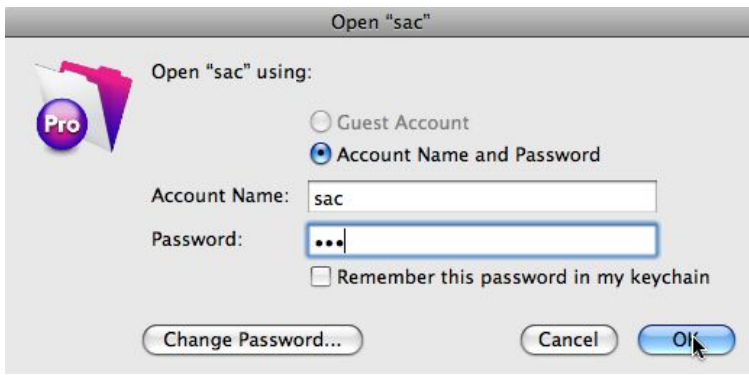 Open “sac”
Open “sac” using:
Pro
Guest Account
Account Name and Password
Account Name: sac
Password: •••
Remember this password in my keychain
Change Password... Cancel OK